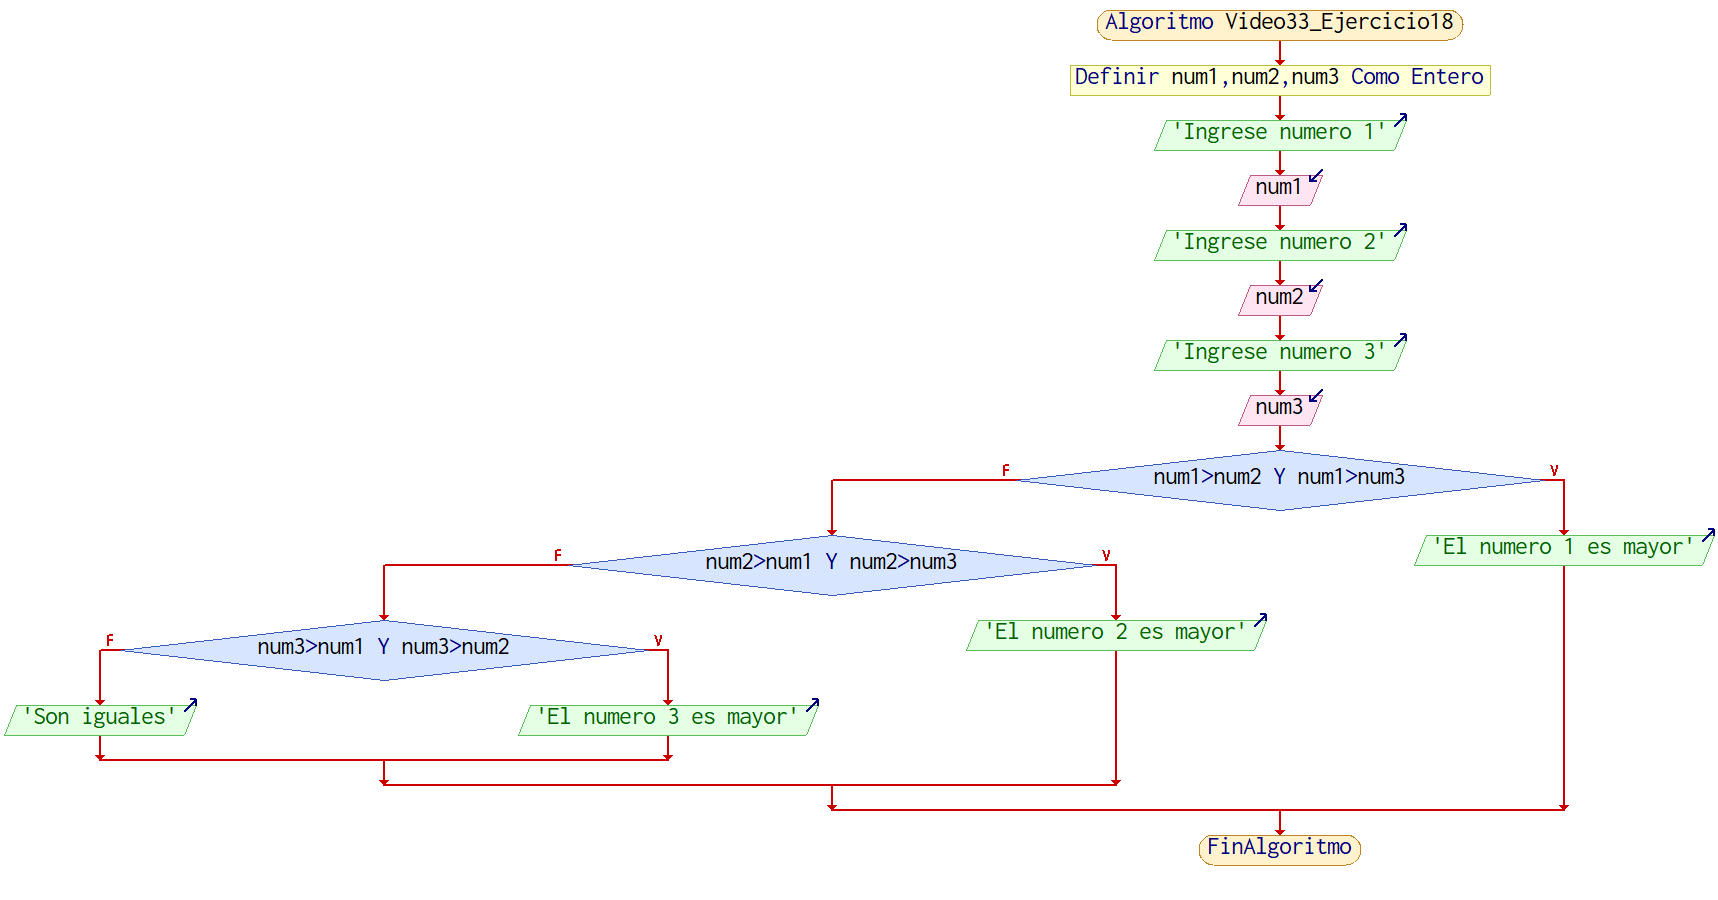 Algoritmo Video33_Ejercicio18
Definir num1,num2,num3 Como Entero
'Ingrese numero 1'
num1
'Ingrese numero 2'
num2
'Ingrese numero 3'
num3
F
num1>num2 Y num1>num3
V
F
num2>num1 Y num2>num3
V
'El numero 1 es mayor'
F
num3>num1 Y num3>num2
V
'El numero 2 es mayor'
'Son iguales'
'El numero 3 es mayor'
FinAlgoritmo